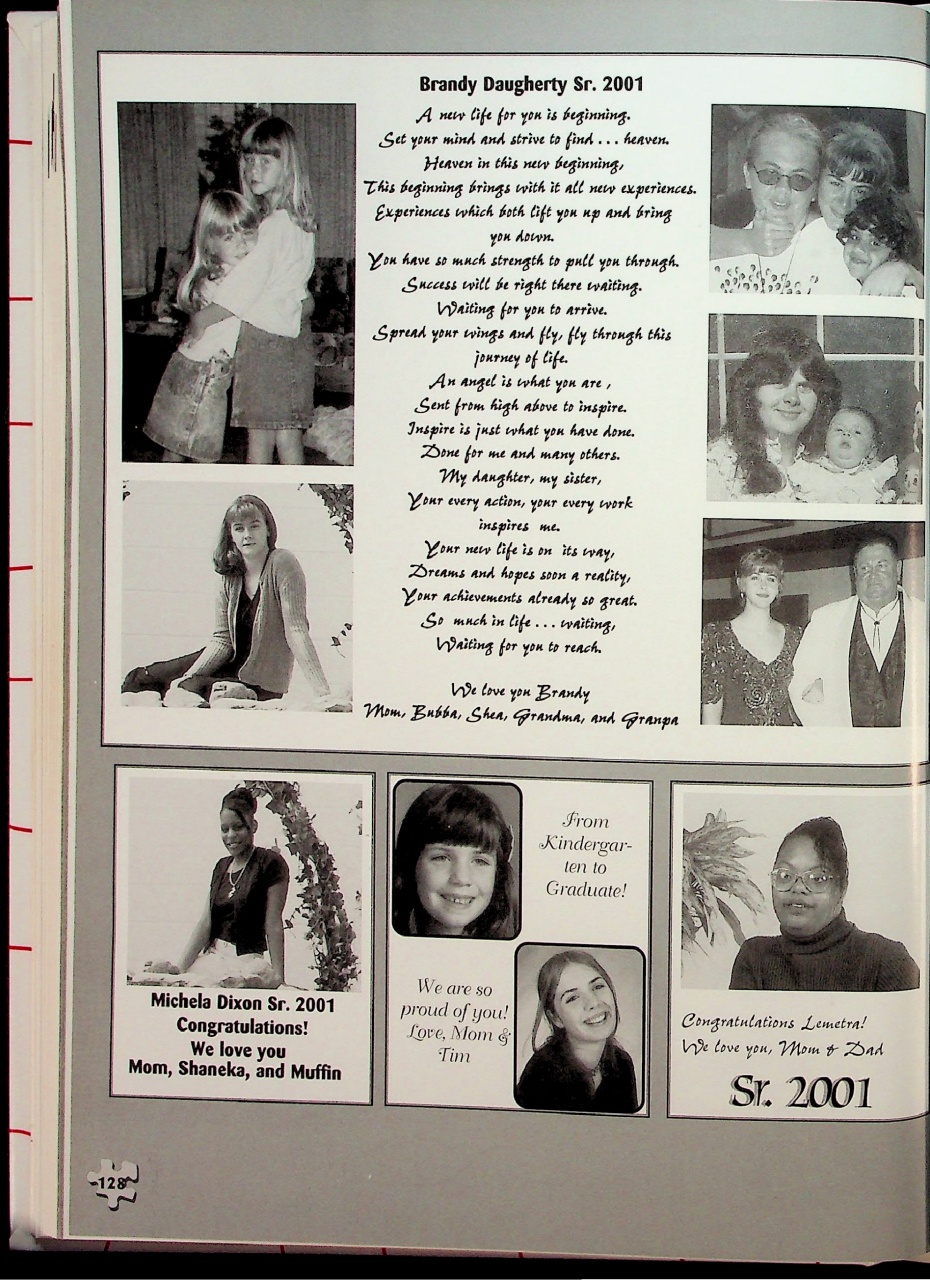 Brandy Daugherty Sr. 2001
A new life for you is beginning.
Set your mind and strive to find . . . heaven.
Heaven in this new beginning,
This beginning brings with it all new experiences.
Experiences which both lift you up and bring
you down.
You have so much strength to pull you through.
Success will be right there waiting.
Waiting for you to arrive.
Spread your wings and fly, fly through this
journey of life.
An angel is what you are ,
Sent from high above to inspire.
Inspire is just what you have done.
Done for me and many others.
My daughter, my sister,
Your every action, your every work
inspires me.
Your new life is on its way,
Dreams and hopes soon a reality,
Your achievements already so great.
So much in life . . . waiting,
Waiting for you to reach.
We love you Brandy
Mom, Bubba, Shea, Grandma, and Granpa
Michela Dixon Sr. 2001
Congratulations!
We love you
Mom, Shaneka, and Muffin
From
Kindergar-
ten to
Graduate!
We are so
proud of you!
Love, Mom &
Tim
Congratulations Lemetra!
We love you, Mom & Dad
Sr. 2001
128